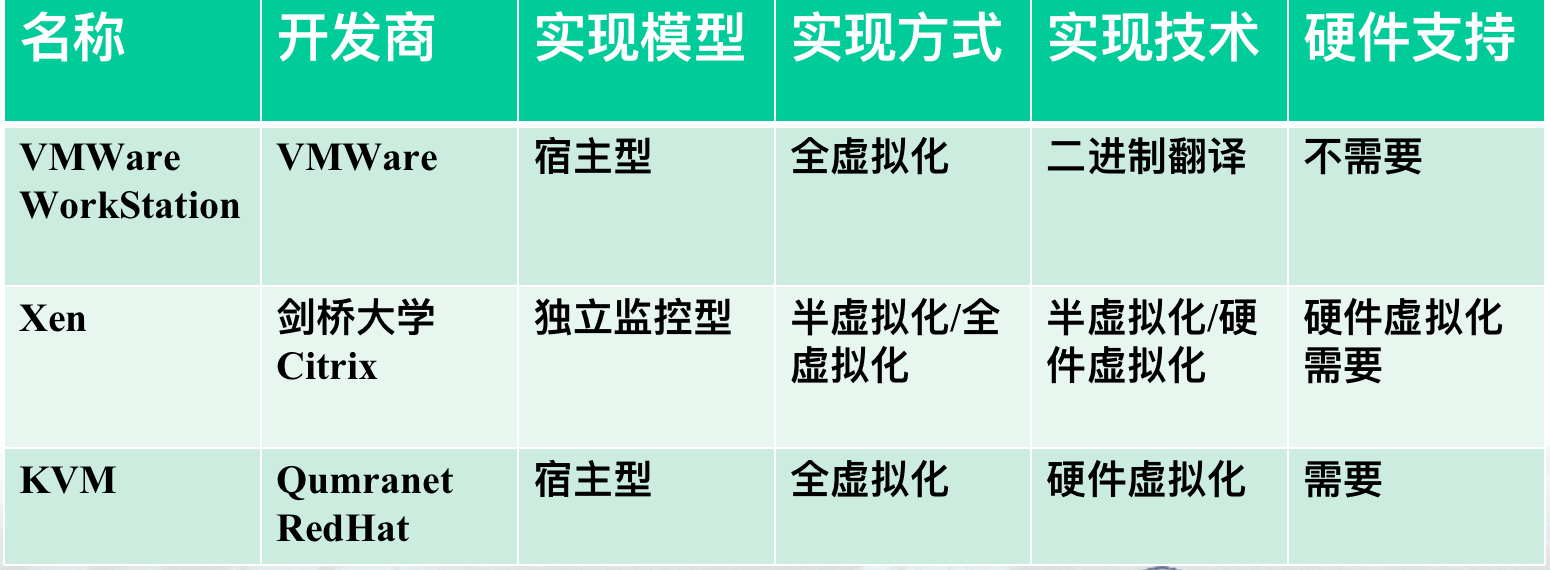 名称 开发商 实现模型 实现方式 实现技术 硬件支持
VMWare VMWare 宿主型 全虚拟化 二进制翻译 不需要
WorkStation
Xen 剑桥大学 独立监控型 半虚拟化/全 半虚拟化/硬 硬件虚拟化
Citrix 虚拟化 件虚拟化 需要
KVM Qumranet 宿主型 全虚拟化 硬件虚拟化 需要
RedHat